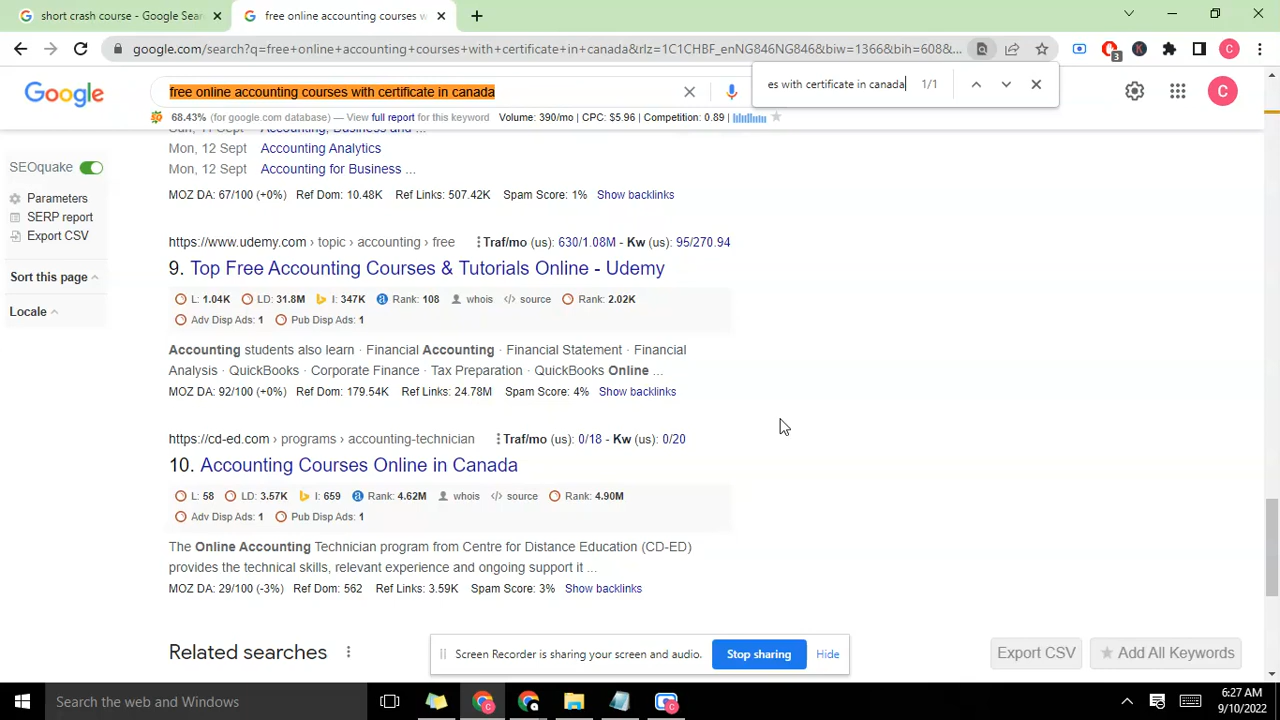 short crash course - Google Sear
free online accounting courses w
google.com/search?q=free+online+accounting+courses+with+certificate+in+canada&rlz=1C1CHBF_enNG846NG846&biw=1366&bih=608&...
3
K
C
es with certificate in canada
1/1
Google
free online accounting courses with certificate in canada
C
68.43% (for google.com database) — View full report for this keyword Volume: 390/mo | CPC: $5.96 | Competition: 0.89 |
Mon, 12 Sept Accounting Analytics
Mon, 12 Sept Accounting for Business ...
MOZ DA: 67/100 (+0%) Ref Dom: 10.48K Ref Links: 507.42K Spam Score: 1% Show backlinks
SEOquake
Parameters
SERP report
Export CSV
Sort this page
Locale
https://www.udemy.com › topic › accounting › free Traf/mo (us): 630/1.08M - Kw (us): 95/270.94
9. Top Free Accounting Courses & Tutorials Online - Udemy
L: 1.04K LD: 31.8M I: 347K Rank: 108 whois source Rank: 2.02K
Adv Disp Ads: 1 Pub Disp Ads: 1
Accounting students also learn · Financial Accounting · Financial Statement · Financial
Analysis · QuickBooks · Corporate Finance · Tax Preparation · QuickBooks Online ...
MOZ DA: 92/100 (+0%) Ref Dom: 179.54K Ref Links: 24.78M Spam Score: 4% Show backlinks
https://cd-ed.com › programs › accounting-technician Traf/mo (us): 0/18 - Kw (us): 0/20
10. Accounting Courses Online in Canada
L: 58 LD: 3.57K I: 659 Rank: 4.62M whois source Rank: 4.90M
Adv Disp Ads: 1 Pub Disp Ads: 1
The Online Accounting Technician program from Centre for Distance Education (CD-ED)
provides the technical skills, relevant experience and ongoing support it ...
MOZ DA: 29/100 (-3%) Ref Dom: 562 Ref Links: 3.59K Spam Score: 3% Show backlinks
Related searches
Export CSV
Add All Keywords
Screen Recorder is sharing your screen and audio.
Stop sharing
Hide
Search the web and Windows
6:27 AM
9/10/2022